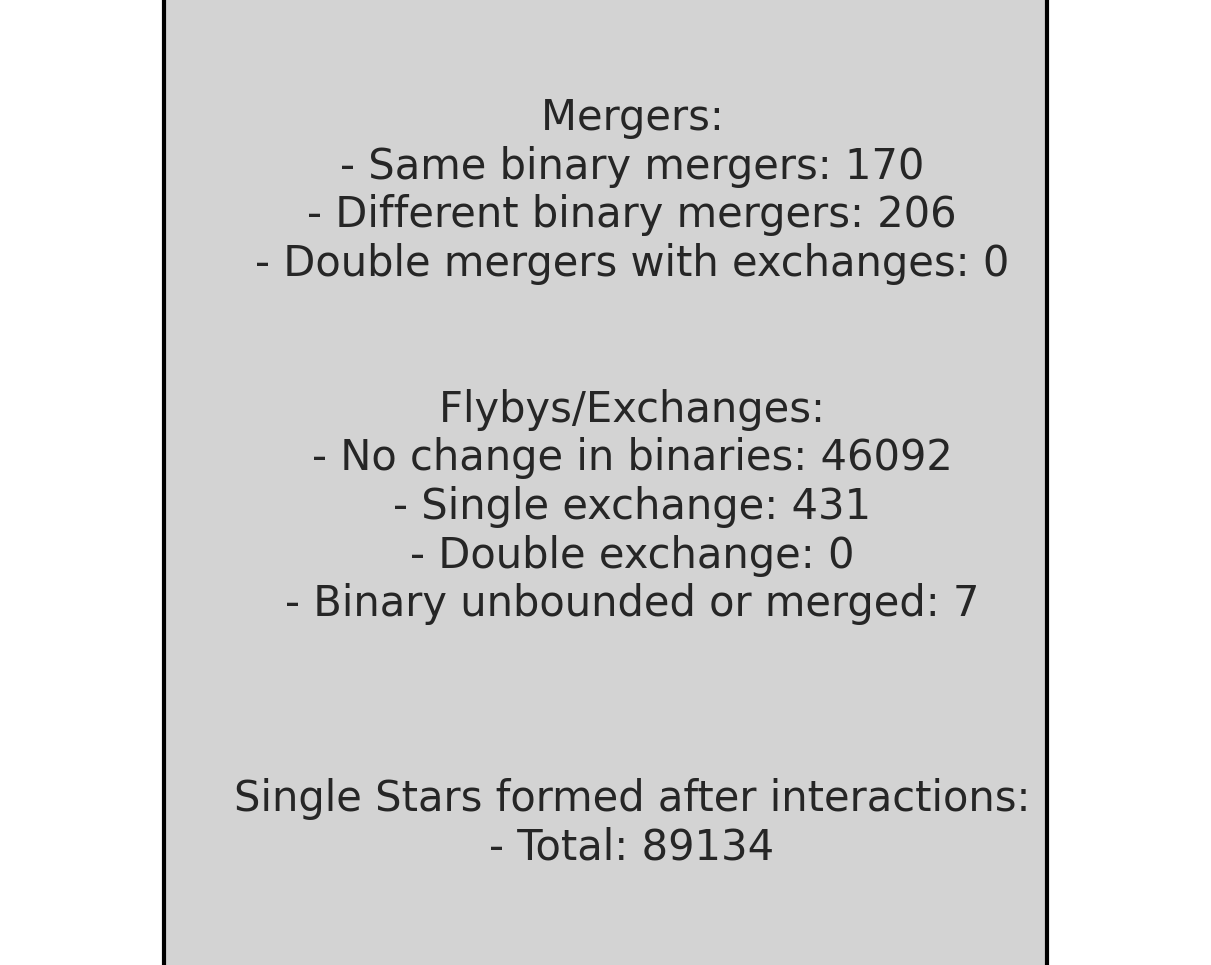 Mergers:
- Same binary mergers: 170
- Different binary mergers: 206
- Double mergers with exchanges: 0
Flybys/Exchanges:
- No change in binaries: 46092
- Single exchange: 431
- Double exchange: 0
- Binary unbounded or merged: 7
Single Stars formed after interactions:
- Total: 89134